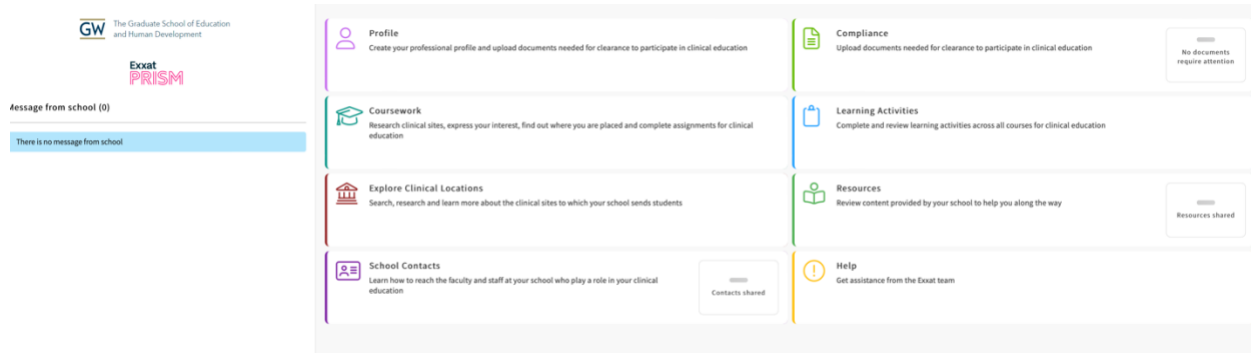 GW
The Graduate School of Education
and Human Development
Exxat
PRISM
Message from school (0)
There is no message from school
Profile
Create your professional profile and upload documents needed for clearance to participate in clinical education
Compliance
Upload documents needed for clearance to participate in clinical education
No documents
require attention
Coursework
Research clinical sites, express your interest, find out where you are placed and complete assignments for clinical
education
Learning Activities
Complete and review learning activities across all courses for clinical education
Explore Clinical Locations
Search, research and learn more about the clinical sites to which your school sends students
Resources
Review content provided by your school to help you along the way
Resources shared
School Contacts
Learn how to reach the faculty and staff at your school who play a role in your clinical
education
Contacts shared
Help
Get assistance from the Exxat team